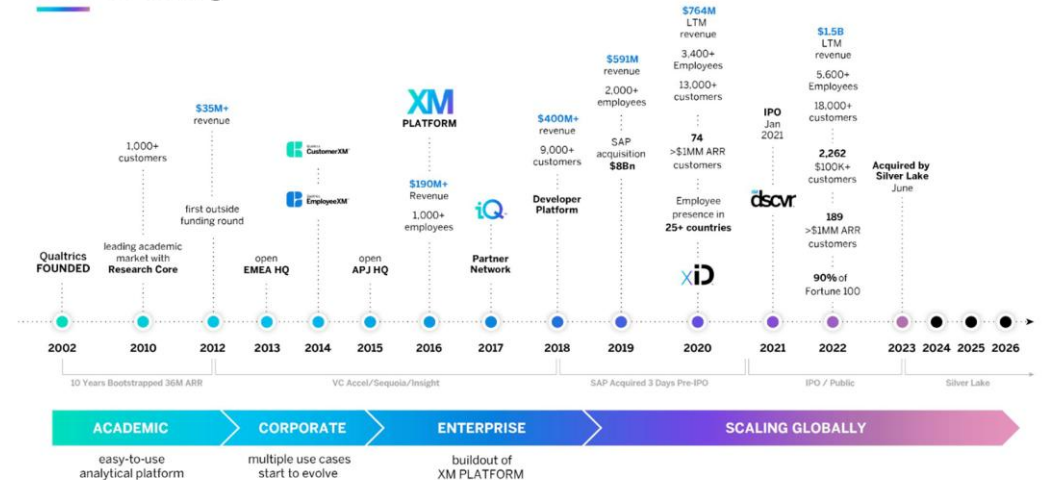 Qualtrics
FOUNDED
1,000+
customers
leading academic
market with
Research Core
$35M+
revenue
first outside
funding round
open
EMEA HQ
CustomerXM
EmployeeXM
open
APJ HQ
XM
PLATFORM
$190M+
Revenue
1,000+
employees
iQ
Partner
Network
$400M+
revenue
9,000+
customers
Developer
Platform
$591M
revenue
2,000+
employees
SAP
acquisition
$8Bn
$764M
LTM
revenue
3,400+
Employees
13,000+
customers
74
>$1MM ARR
customers
Employee
presence in
25+ countries
xiD
IPO
Jan
2021
dscvr
$1.5B
LTM
revenue
5,600+
Employees
18,000+
customers
2,262
$100K+
customers
189
>$1MM ARR
customers
90% of
Fortune 100
Acquired by
Silver Lake
June
2002 2010 2012 2013 2014 2015 2016 2017 2018 2019 2020 2021 2022 2023 2024 2025 2026
10 Years Bootstrapped 36M ARR
VC Accel/Sequoia/Insight
SAP Acquired 3 Days Pre-IPO
IPO / Public
Silver Lake
ACADEMIC
CORPORATE
ENTERPRISE
SCALING GLOBALLY
easy-to-use
analytical platform
multiple use cases
start to evolve
buildout of
XM PLATFORM